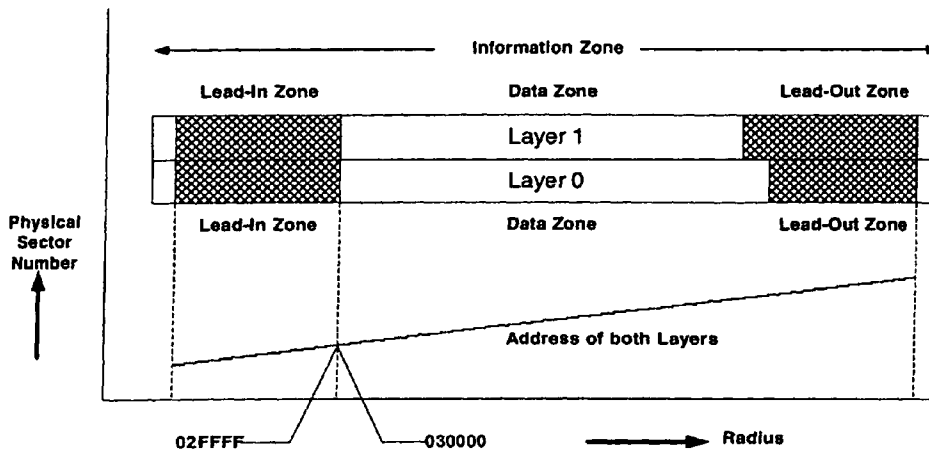 Information Zone
Lead-In Zone Data Zone Lead-Out Zone
Layer 1
Layer 0
Lead-In Zone Data Zone Lead-Out Zone
Physical
Sector
Number
Address of both Layers
02FFFF 030000 Radius